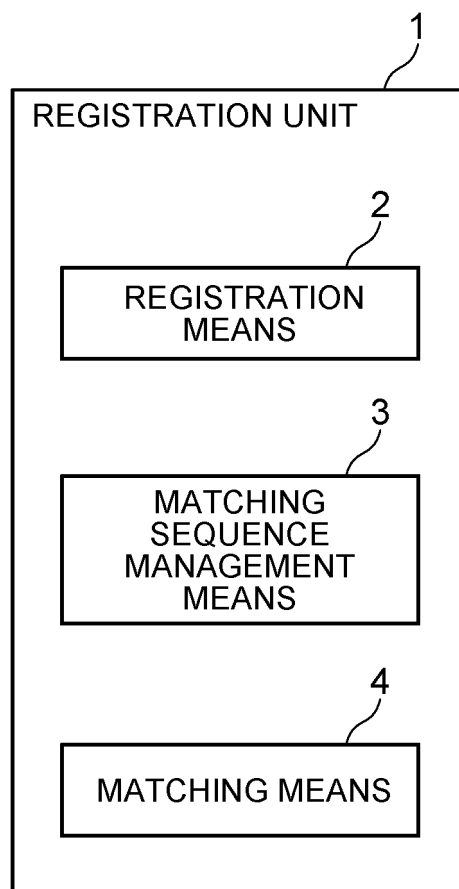 1
REGISTRATION UNIT
2
REGISTRATION
MEANS
3
MATCHING
SEQUENCE
MANAGEMENT
MEANS
4
MATCHING MEANS